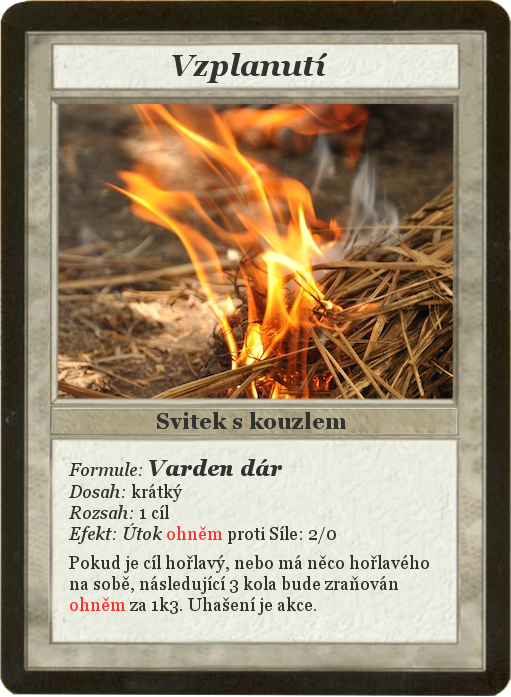 Vzplanutí
Svitek s kouzlem
Formule: Varden dár
Dosah: krátký
Rozsah: 1 cíl
Efekt: Útok ohněm proti Síle: 2/0
Pokud je cíl hořlavý, nebo má něco hořlavého
na sobě, následující 3 kola bude zraňován
ohněm za 1k3. Uhašení je akce.